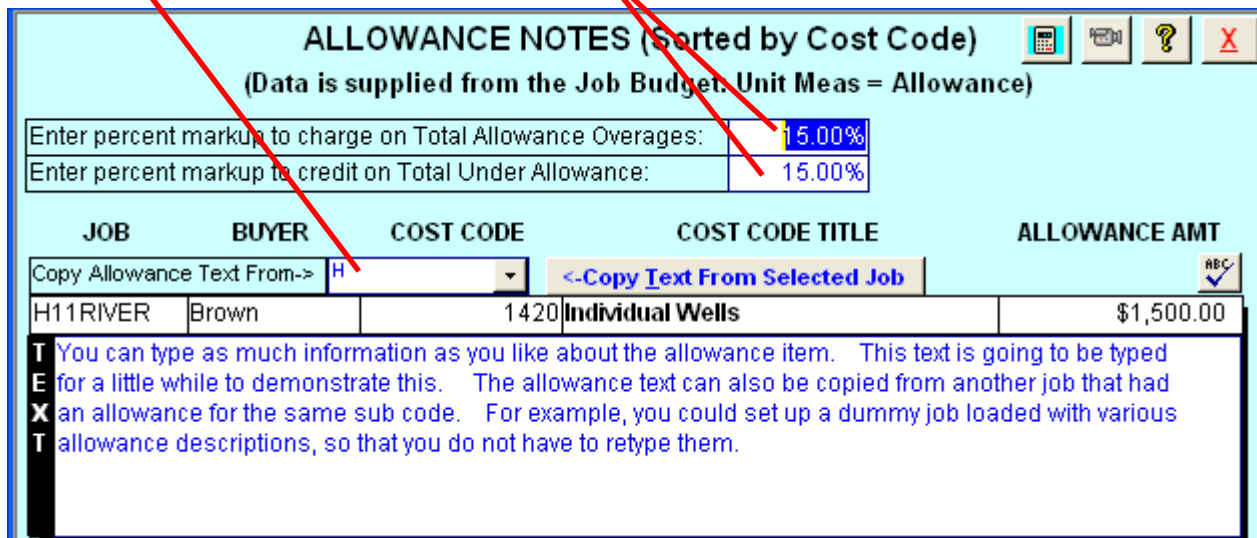 ALLOWANCE NOTES (Sorted by Cost Code)
? X
(Data is supplied from the Job Budget: Unit Meas = Allowance)
Enter percent markup to charge on Total Allowance Overages: 15.00%
Enter percent markup to credit on Total Under Allowance: 15.00%
JOB BUYER COST CODE COST CODE TITLE ALLOWANCE AMT
Copy Allowance Text From-> H <-Copy Text From Selected Job ABC
H11RIVER Brown 1420 Individual Wells $1,500.00
T You can type as much information as you like about the allowance item. This text is going to be typed
E for a little while to demonstrate this. The allowance text can also be copied from another job that had
X an allowance for the same sub code. For example, you could set up a dummy job loaded with various
T allowance descriptions, so that you do not have to retype them.